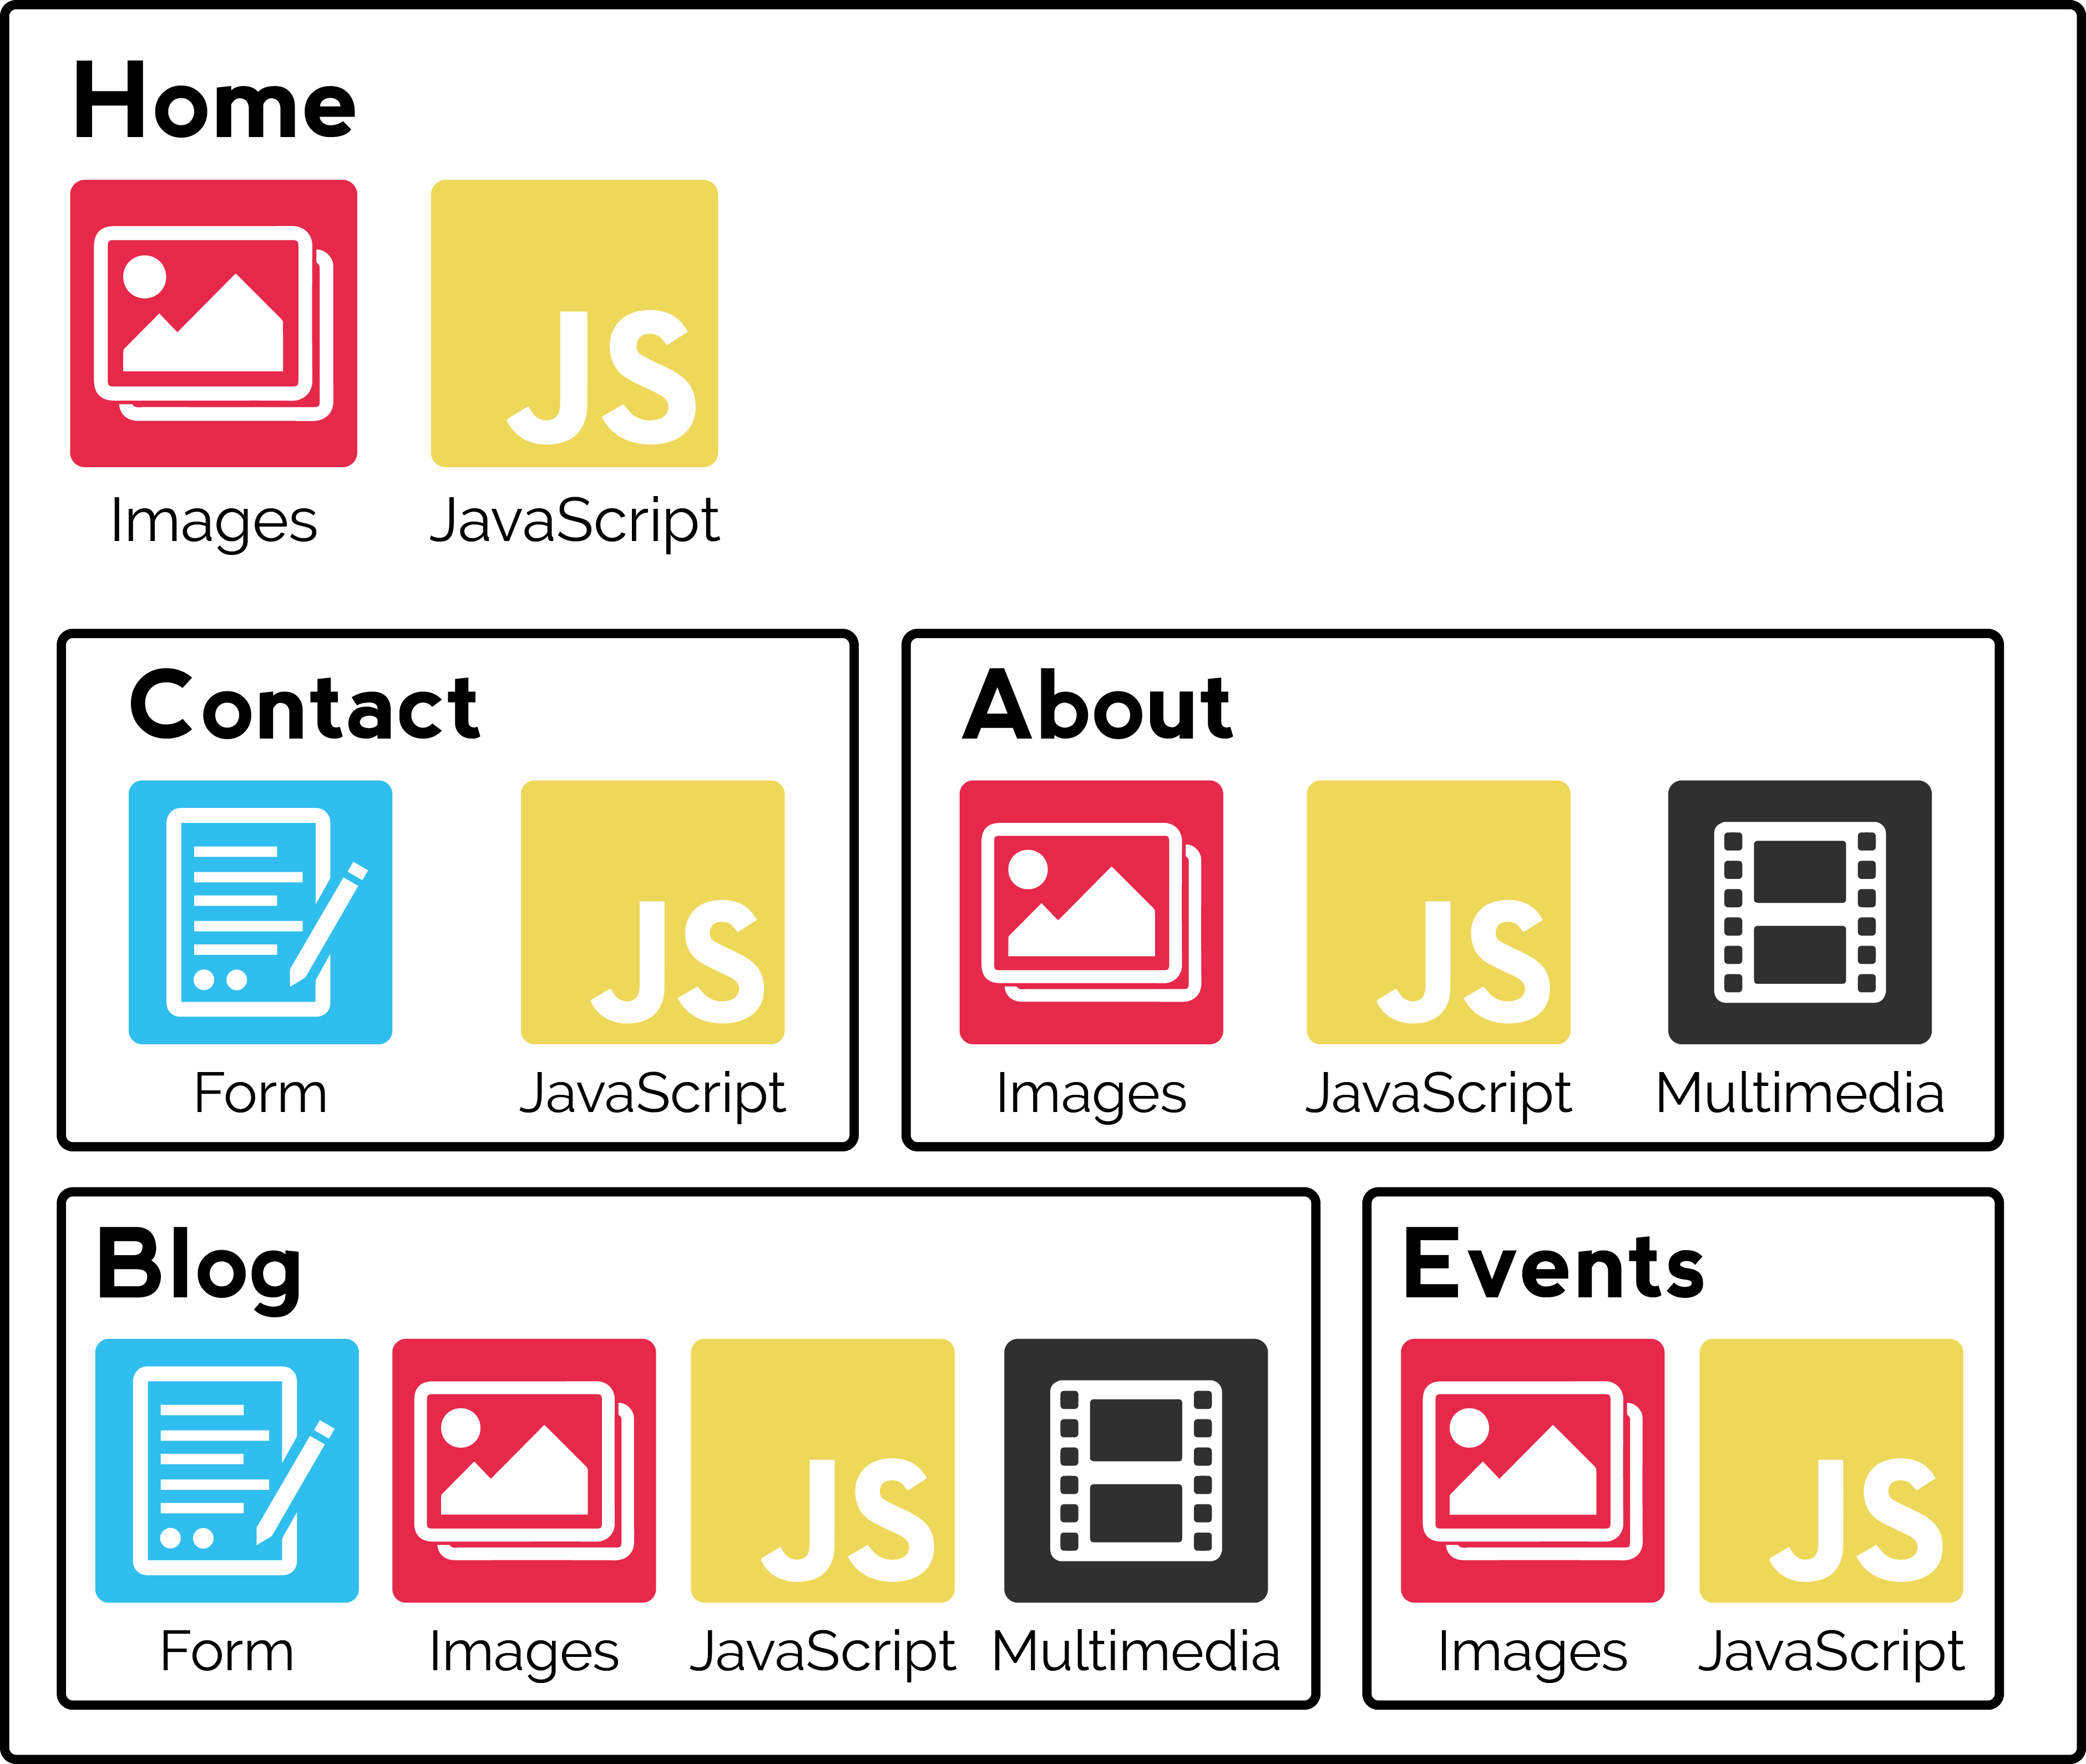 Home
JS
Images JavaScript
Contact
JS
Form JavaScript
About
JS
Images JavaScript Multimedia
Blog
JS
Form Images JavaScript Multimedia
Events
JS
Images JavaScript